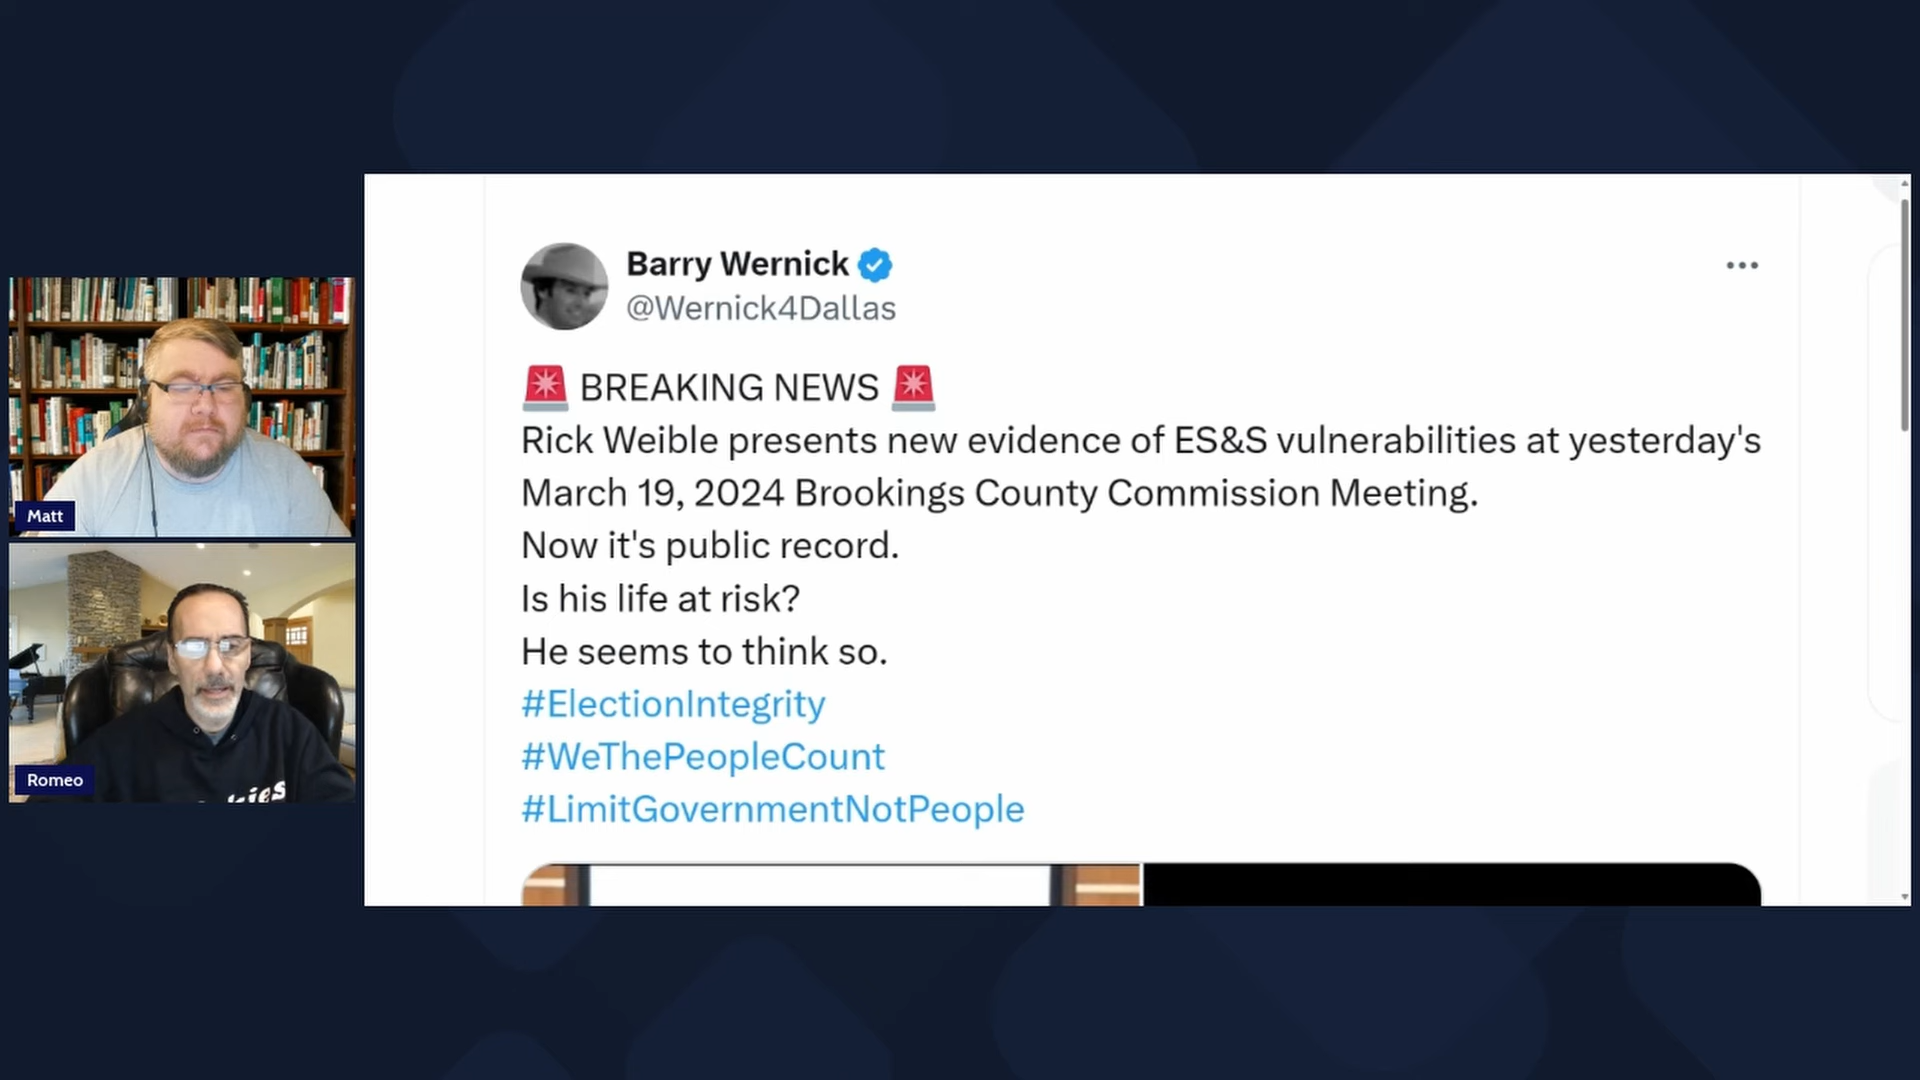 Barry Wernick
@Wernick4Dallas
BREAKING NEWS
Rick Weible presents new evidence of ES&S vulnerabilities at yesterday's
March 19, 2024 Brookings County Commission Meeting.
Now it's public record.
Is his life at risk?
He seems to think so.
#ElectionIntegrity
#WeThePeopleCount
#LimitGovernmentNotPeople
Matt
Romeo